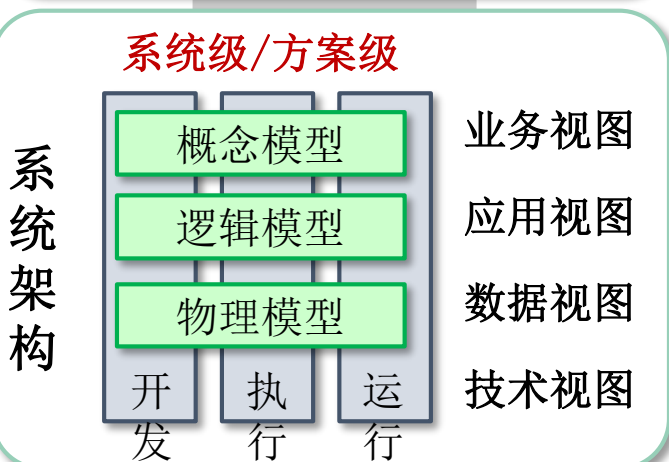 系统级/方案级
系统架构
概念模型
逻辑模型
物理模型
开发
执行
运行
业务视图
应用视图
数据视图
技术视图